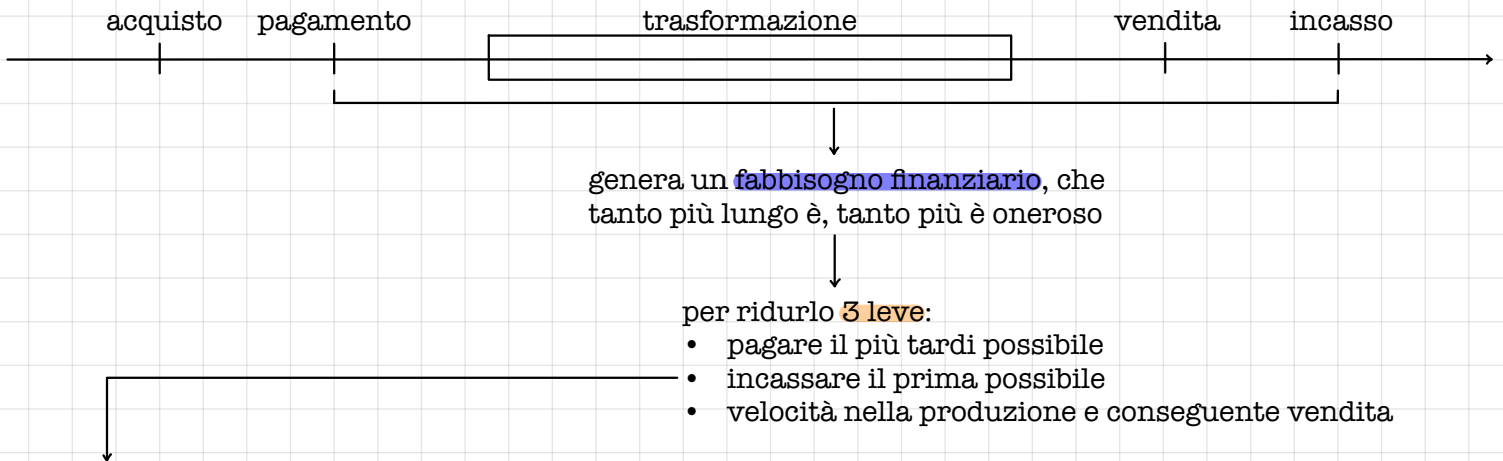 acquisto pagamento trasformazione vendita incasso
genera un fabbisogno finanziario, che
tanto più lungo è, tanto più è oneroso
per ridurlo 3 leve:
• pagare il più tardi possibile
• incassare il prima possibile
• velocità nella produzione e conseguente vendita